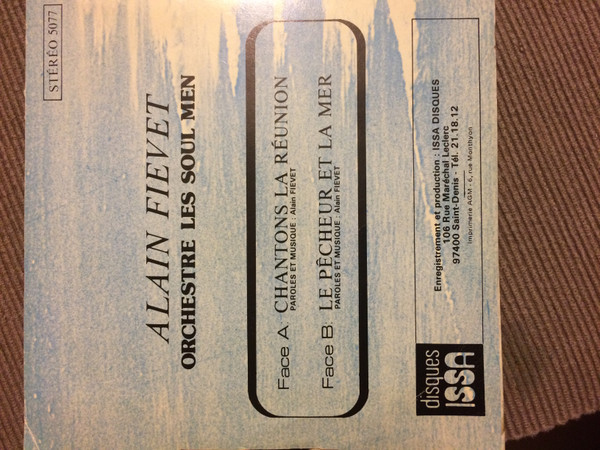 STÉRÉO 5077
ALAIN FIEVET
ORCHESTRE LES SOUL MEN
Face A: CHANTONS LA RÉUNION
PAROLES ET MUSIQUE : Alain FIEVET
Face B: LE PÊCHEUR ET LA MER
PAROLES ET MUSIQUE : Alain FIEVET
disques
ISSA
Enregistrement et production : ISSA DISQUES
106 Rue Maréchal Leclerc
97400 Saint-Denis - Tél. 21.18.12
Imprimerie AGM - 6, rue Monthyon